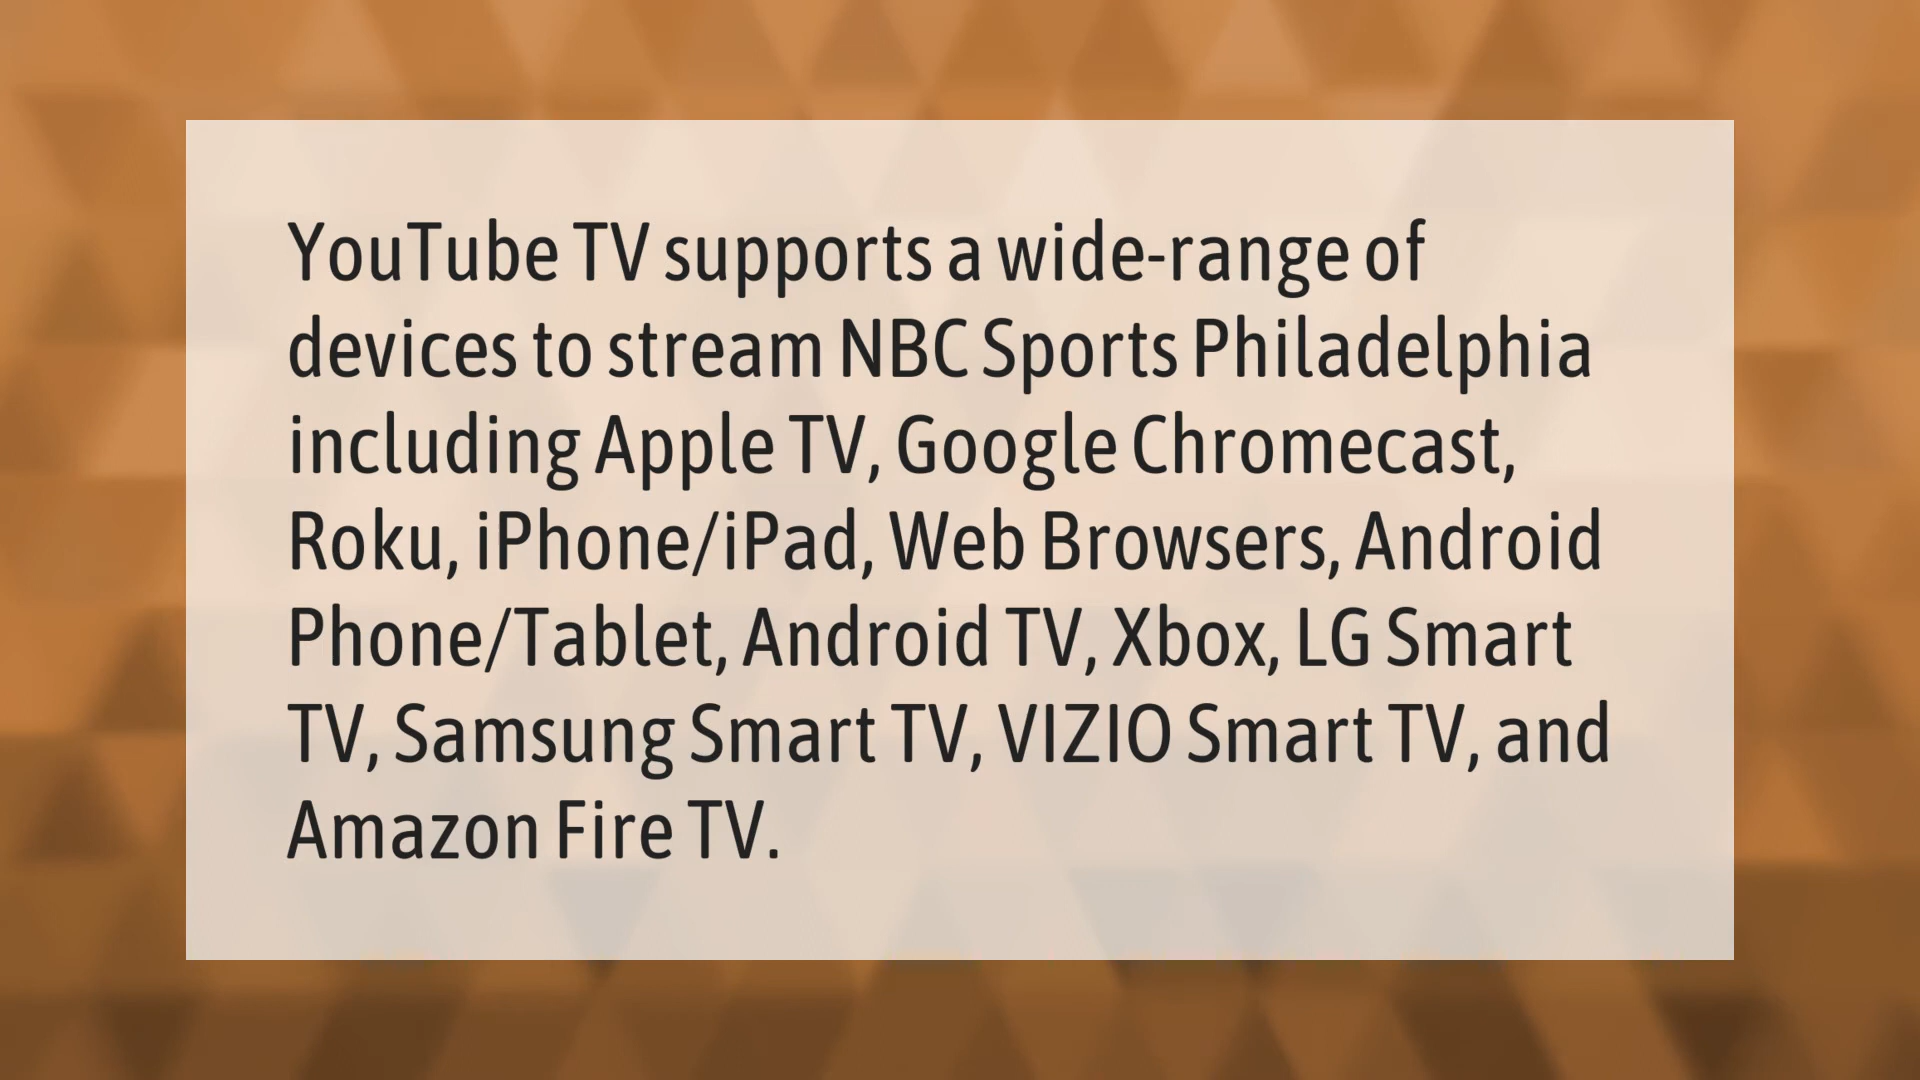 YouTube TV supports a wide-range of
devices to stream NBC Sports Philadelphia
including Apple TV, Google Chromecast,
Roku, iPhone/iPad, Web Browsers, Android
Phone/Tablet, Android TV, Xbox, LG Smart
TV, Samsung Smart TV, VIZIO Smart TV, and
Amazon Fire TV.